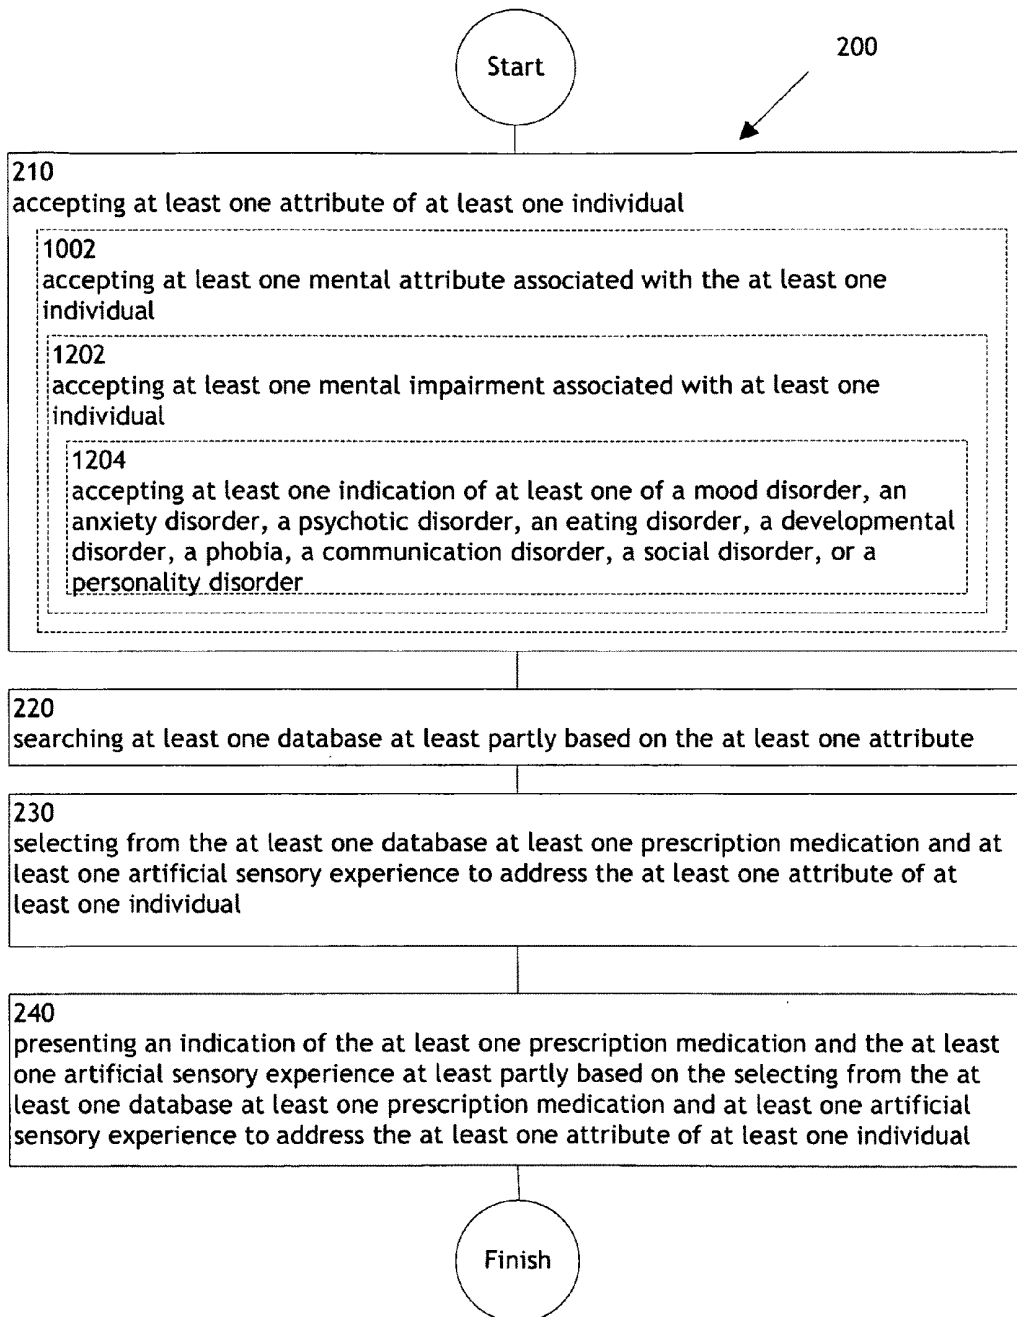 Start
200
210
accepting at least one attribute of at least one individual
1002
accepting at least one mental attribute associated with the at least one
individual
1202
accepting at least one mental impairment associated with at least one
individual
1204
accepting at least one indication of at least one of a mood disorder, an
anxiety disorder, a psychotic disorder, an eating disorder, a developmental
disorder, a phobia, a communication disorder, a social disorder, or a
personality disorder
220
searching at least one database at least partly based on the at least one attribute
230
selecting from the at least one database at least one prescription medication and at
least one artificial sensory experience to address the at least one attribute of at
least one individual
240
presenting an indication of the at least one prescription medication and the at least
one artificial sensory experience at least partly based on the selecting from the at
least one database at least one prescription medication and at least one artificial
sensory experience to address the at least one attribute of at least one individual
Finish